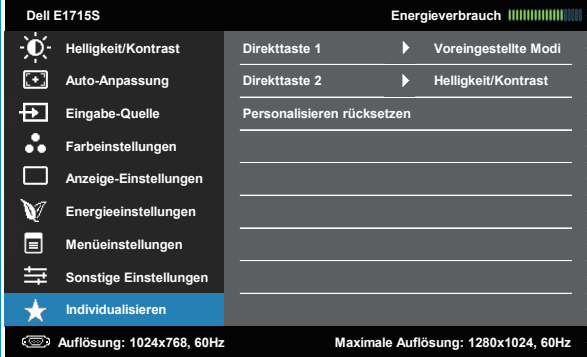 Dell E1715S Energieverbrauch
Helligkeit/Kontrast Direkttaste 1 Voreingestellte Modi
Auto-Anpassung Direkttaste 2 Helligkeit/Kontrast
Eingabe-Quelle Personalisieren rücksetzen
Farbeinstellungen
Anzeige-Einstellungen
Energieeinstellungen
Menüeinstellungen
Sonstige Einstellungen
Individualisieren
Auflösung: 1024x768, 60Hz Maximale Auflösung: 1280x1024, 60Hz